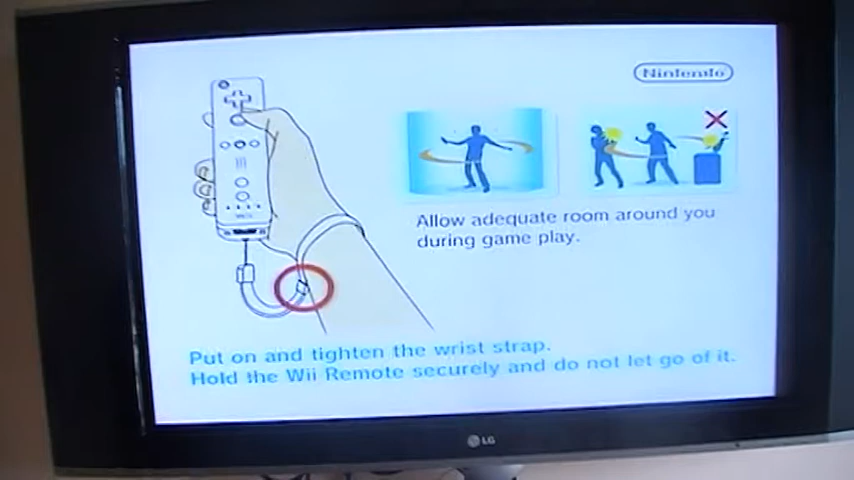 Nintendo
Allow adequate room around you
during game play.
Put on and tighten the wrist strap.
Hold the Wii Remote securely and do not let go of it.
LG